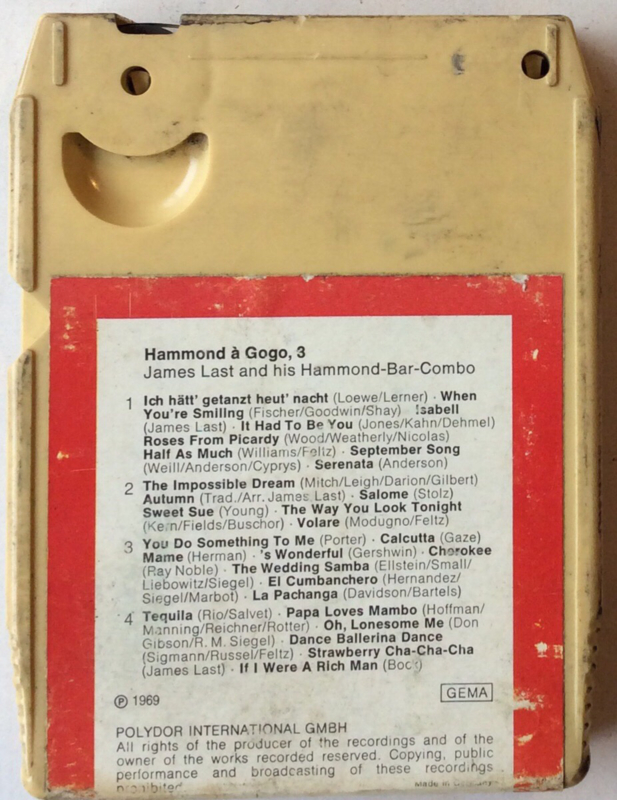 Hammond à Gogo, 3
James Last and his Hammond-Bar-Combo
1 Ich hätt' getanzt heut' nacht (Loewe/Lerner) · When
You're Smiling (Fischer/Goodwin/Shay) · Isabell
(James Last) · It Had To Be You (Jones/Kahn/Dehmel)
Roses From Picardy (Wood/Weatherly/Nicolas)
Half As Much (Williams/Feltz) · September Song
(Weill/Anderson/Cyprys) · Serenata (Anderson)
2 The Impossible Dream (Mitch/Leigh/Darion/Gilbert)
Autumn (Trad./Arr. James Last) · Salome (Stolz)
Sweet Sue (Young) · The Way You Look Tonight
(Kern/Fields/Buschor) · Volare (Modugno/Feltz)
3 You Do Something To Me (Porter) · Calcutta (Gaze)
Mame (Herman) · 's Wonderful (Gershwin) · Cherokee
(Ray Noble) · The Wedding Samba (Ellstein/Small/
Liebowitz/Siegel) · El Cumbanchero (Hernandez/
Siegel/Marbot) · La Pachanga (Davidson/Bartels)
4 Tequila (Rio/Salvet) · Papa Loves Mambo (Hoffman/
Manning/Reichner/Rotter) · Oh, Lonesome Me (Don
Gibson/R. M. Siegel) · Dance Ballerina Dance
(Sigmann/Russel/Feltz) · Strawberry Cha-Cha-Cha
(James Last) · If I Were A Rich Man (Bock)
℗ 1969
GEMA
POLYDOR INTERNATIONAL GMBH
All rights of the producer of the recordings and of the
owner of the works recorded reserved. Copying, public
performance and broadcasting of these recordings
prohibited
Made in Germany